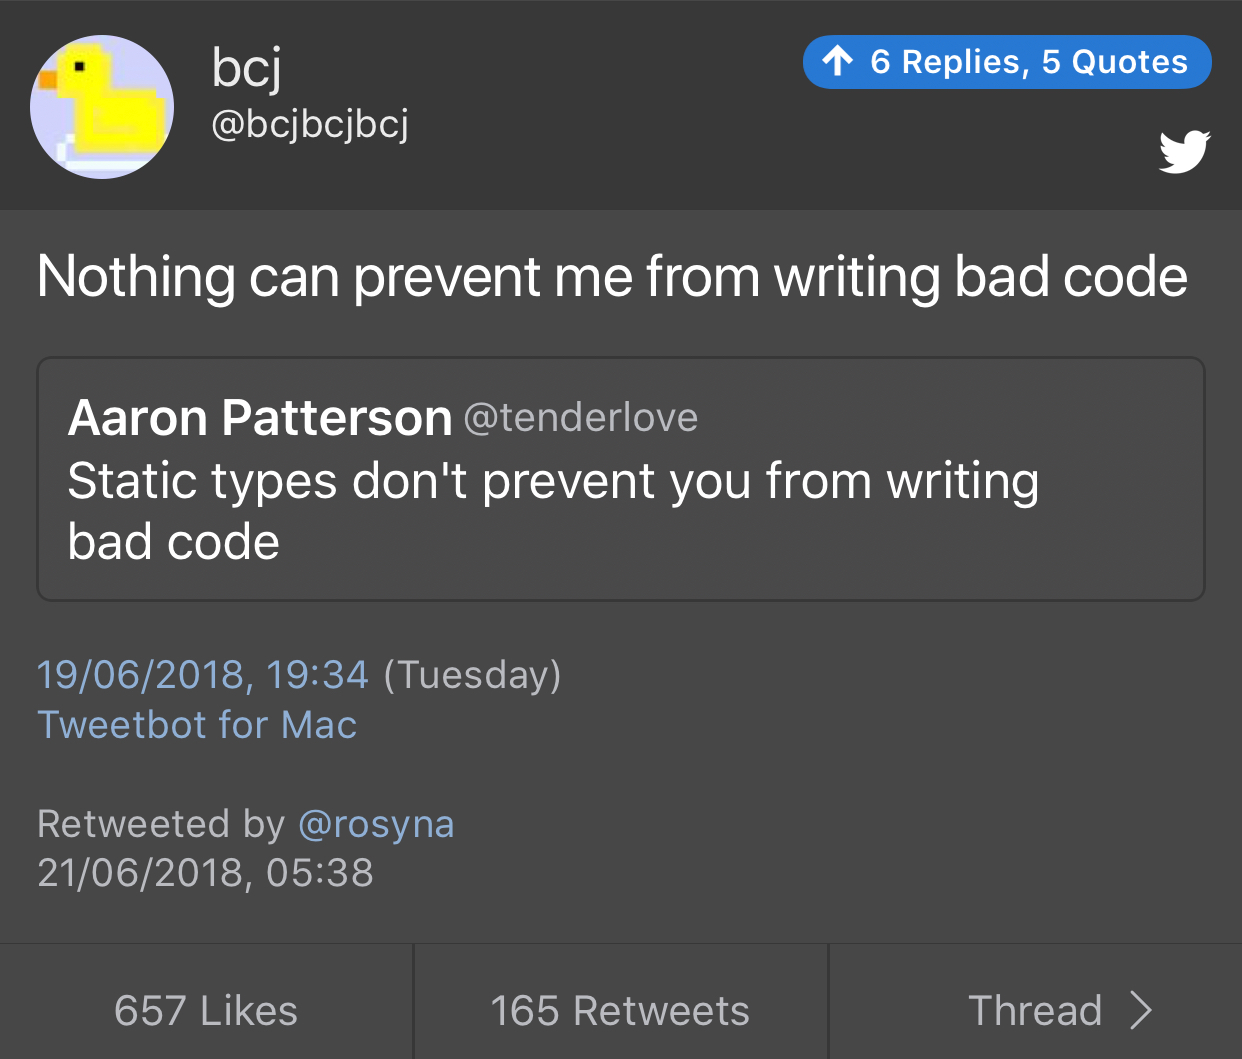 bcj
@bcjbcjbcj
6 Replies, 5 Quotes
Nothing can prevent me from writing bad code
Aaron Patterson @tenderlove
Static types don't prevent you from writing
bad code
19/06/2018, 19:34 (Tuesday)
Tweetbot for Mac
Retweeted by @rosyna
21/06/2018, 05:38
657 Likes
165 Retweets
Thread